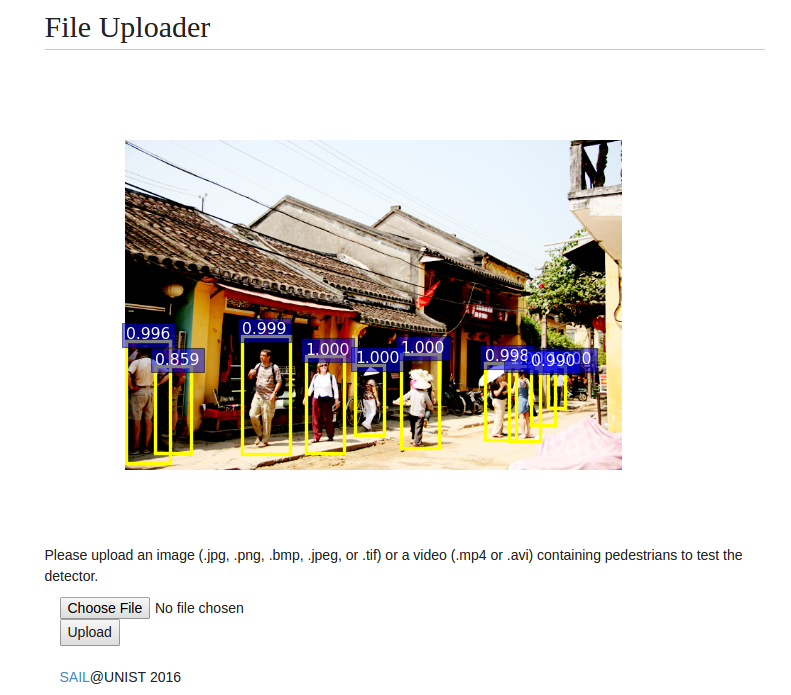 File Uploader
0.996
0.859
0.999
1.000
1.000
1.000
0.998
0.990
Please upload an image (.jpg, .png, .bmp, .jpeg, or .tif) or a video (.mp4 or .avi) containing pedestrians to test the
detector.
Choose File No file chosen
Upload
SAIL@UNIST 2016